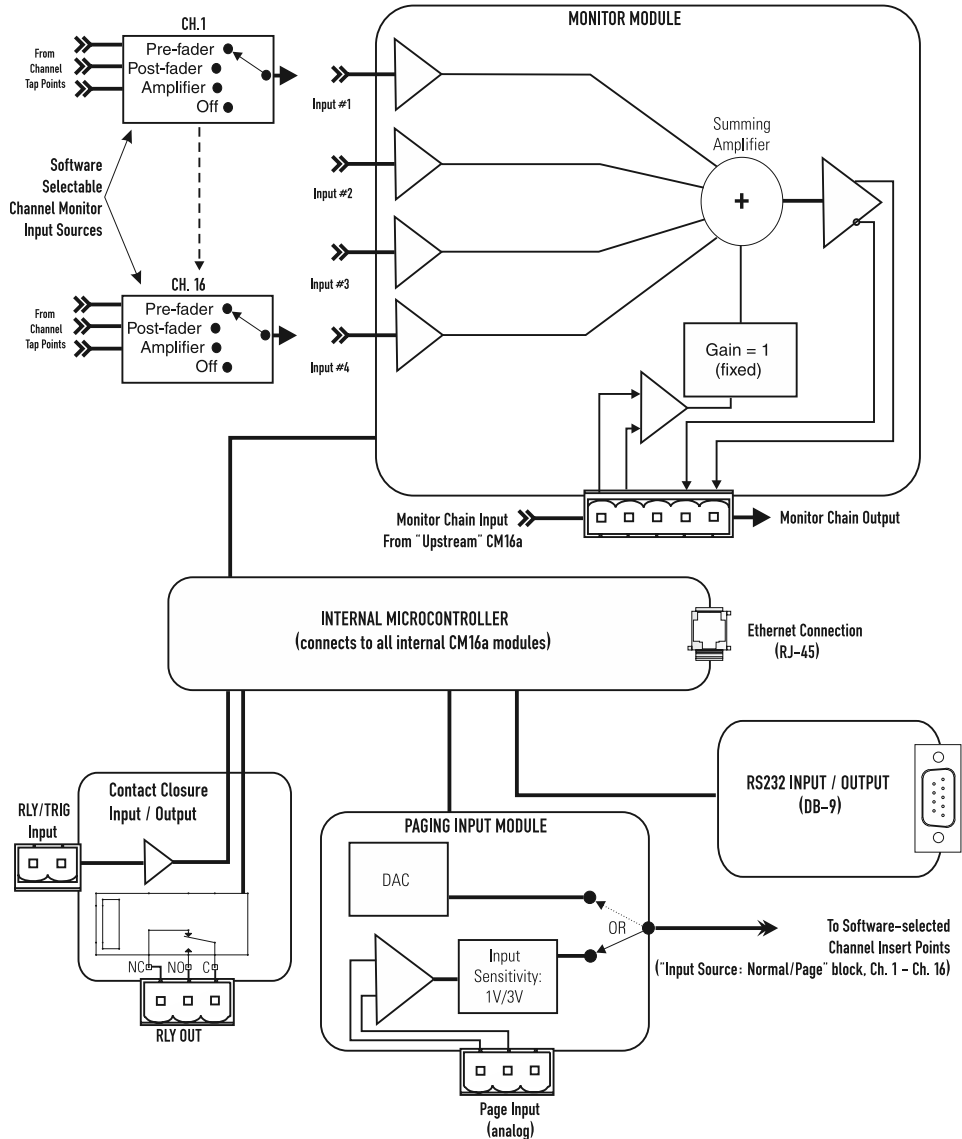 CH. 1
From
Channel
Tap Points
Pre-fader
Post-fader
Amplifier
Off
Software
Selectable
Channel Monitor
Input Sources
CH. 16
From
Channel
Tap Points
Pre-fader
Post-fader
Amplifier
Off
MONITOR MODULE
Input #1
Input #2
Input #3
Input #4
Summing
Amplifier
+
Gain = 1
(fixed)
Monitor Chain Input
From "Upstream" CM16a
Monitor Chain Output
INTERNAL MICROCONTROLLER
(connects to all internal CM16a modules)
Ethernet Connection
(RJ-45)
Contact Closure
Input / Output
RLY/TRIG
Input
NC
NO
C
RLY OUT
PAGING INPUT MODULE
DAC
OR
Input
Sensitivity:
1V/3V
Page Input
(analog)
RS232 INPUT / OUTPUT
(DB-9)
To Software-selected
Channel Insert Points
("Input Source: Normal/Page" block, Ch. 1 - Ch. 16)